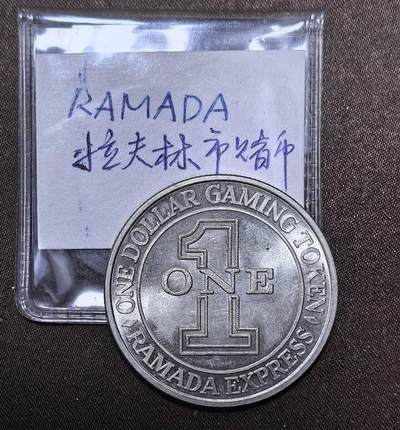 RAMADA
拉夫林市赌币
ONE DOLLAR GAMING TOKEN
1
ONE
RAMADA EXPRESS